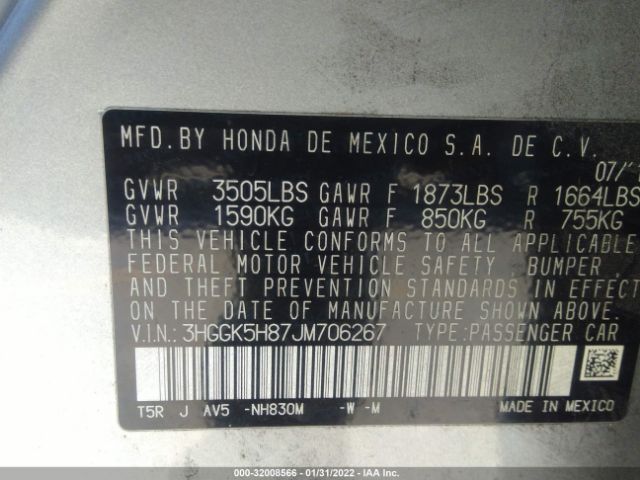 MFD. BY HONDA DE MEXICO S.A. DE C.V.
07/
GVWR 3505LBS GAWR F 1873LBS R 1664LBS
GVWR 1590KG GAWR F 850KG R 755KG
THIS VEHICLE CONFORMS TO ALL APPLICABLE
FEDERAL MOTOR VEHICLE SAFETY , BUMPER
AND THEFT PREVENTION STANDARDS IN EFFECT
ON THE DATE OF MANUFACTURE SHOWN ABOVE.
V.I.N.: 3HGGK5H87JM706267 TYPE:PASSENGER CAR
T5R J AV5 -NH830M -W -M MADE IN MEXICO
000-32008566 - 01/31/2022 - IAA Inc.